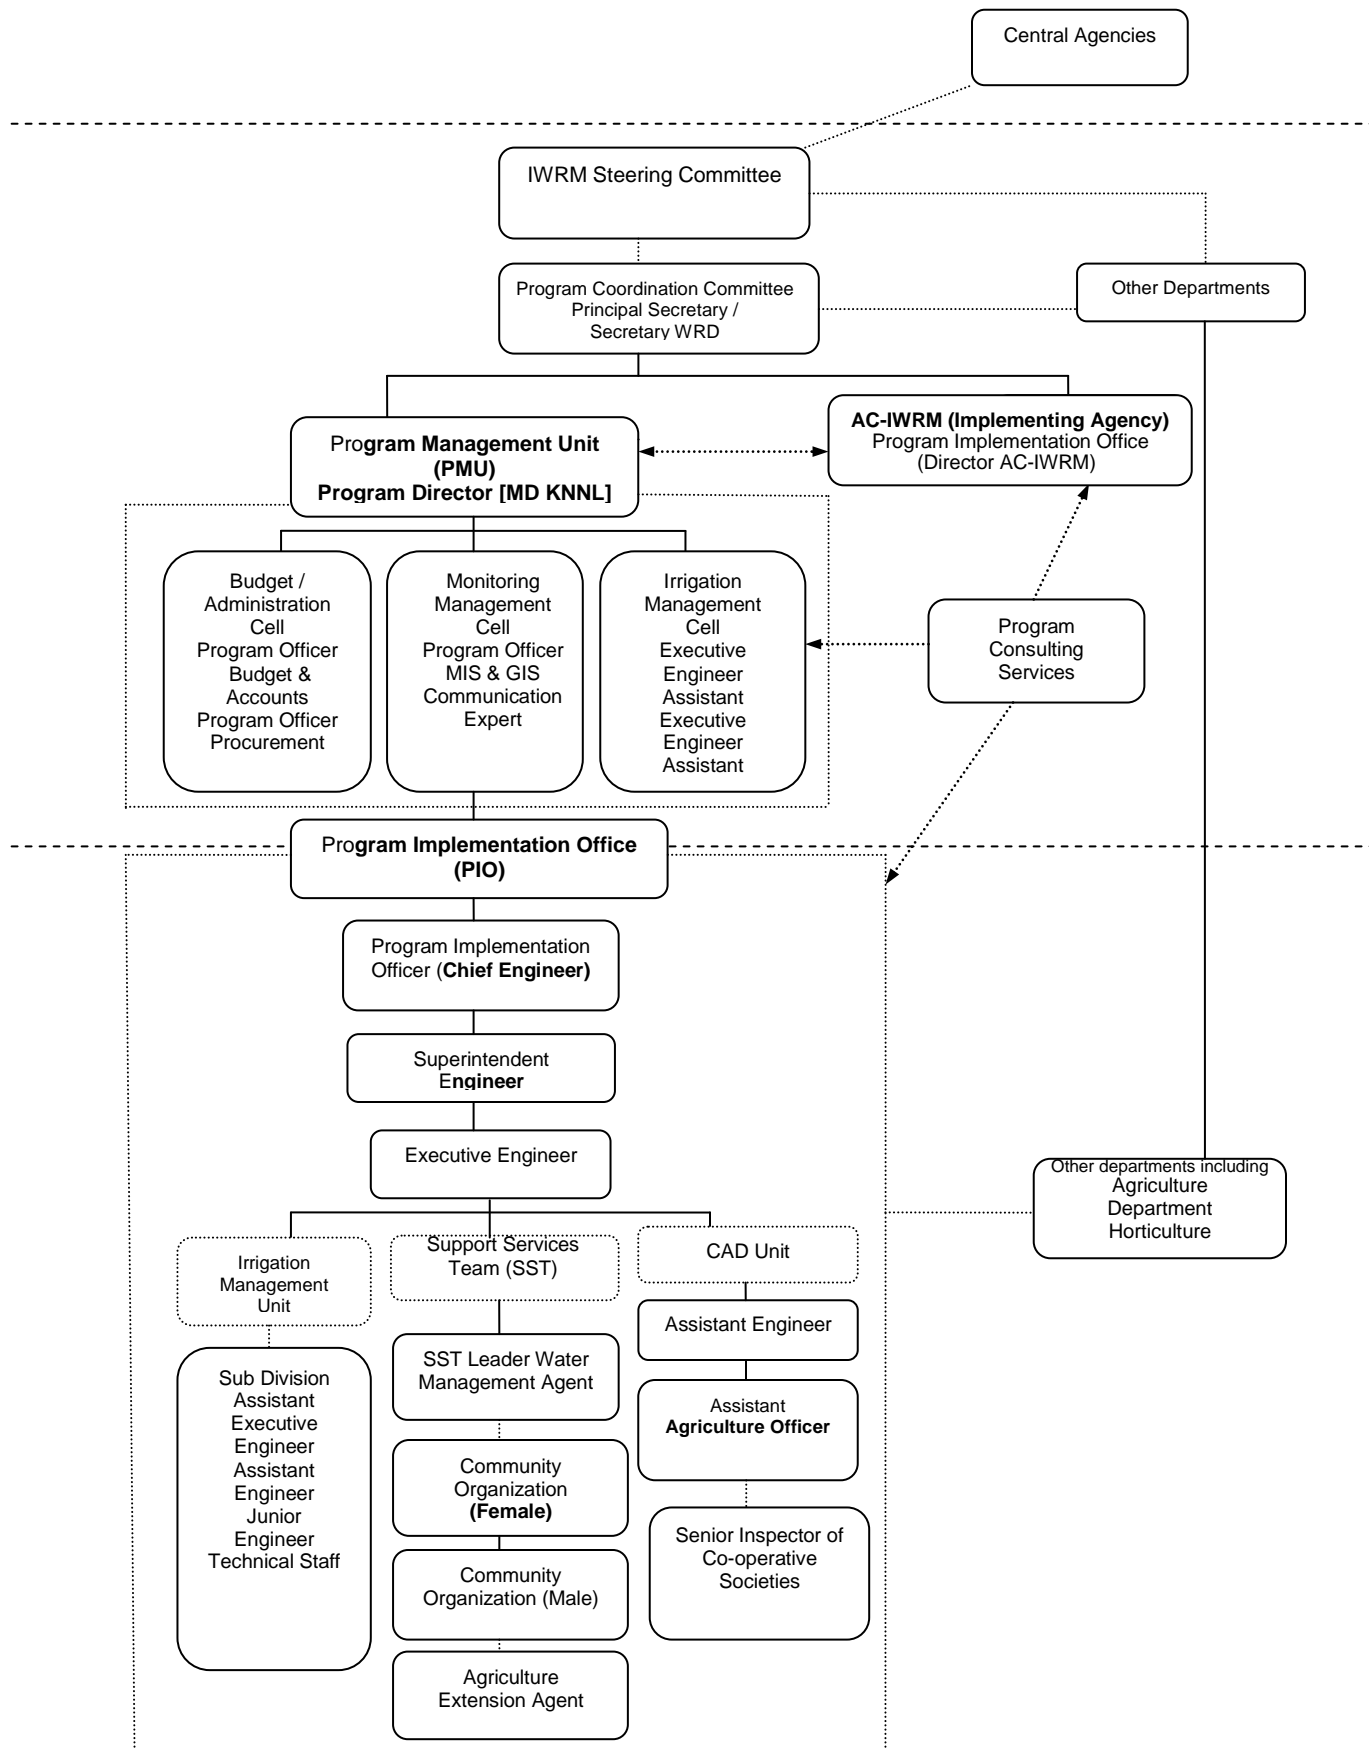 Central Agencies
IWRM Steering Committee
Program Coordination Committee
Principal Secretary /
Secretary WRD
Other Departments
AC-IWRM (Implementing Agency)
Program Implementation Office
(Director AC-IWRM)
Program Management Unit
(PMU)
Program Director [MD KNNL]
Budget /
Administration
Cell
Program Officer
Budget &
Accounts
Program Officer
Procurement
Monitoring
Management
Cell
Program Officer
MIS & GIS
Communication
Expert
Irrigation
Management
Cell
Executive
Engineer
Assistant
Executive
Engineer
Assistant
Program
Consulting
Services
Program Implementation Office
(PIO)
Program Implementation
Officer (Chief Engineer)
Superintendent
Engineer
Executive Engineer
Other departments including
Agriculture
Department
Horticulture
Irrigation
Management
Unit
Support Services
Team (SST)
CAD Unit
Sub Division
Assistant
Executive
Engineer
Assistant
Engineer
Junior
Engineer
Technical Staff
SST Leader Water
Management Agent
Community
Organization
(Female)
Community
Organization (Male)
Agriculture
Extension Agent
Assistant Engineer
Assistant
Agriculture Officer
Senior Inspector of
Co-operative
Societies